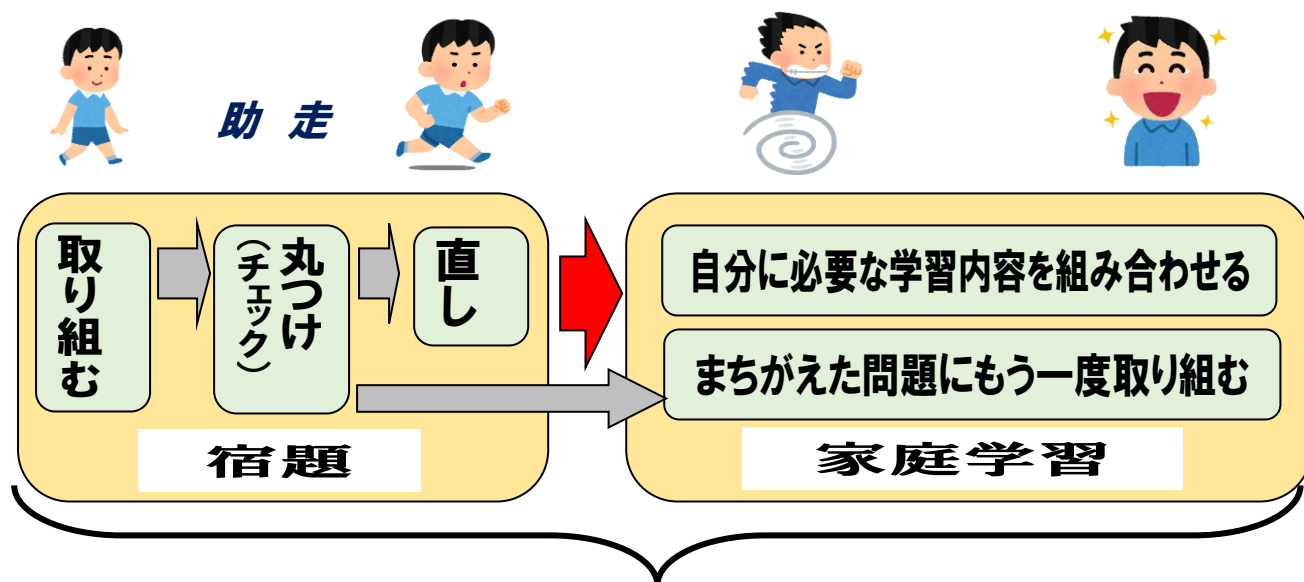 助走
取り組む
丸つけ
（チェック）
直し
宿題
自分に必要な学習内容を組み合わせる
まちがえた問題にもう一度取り組む
家庭学習